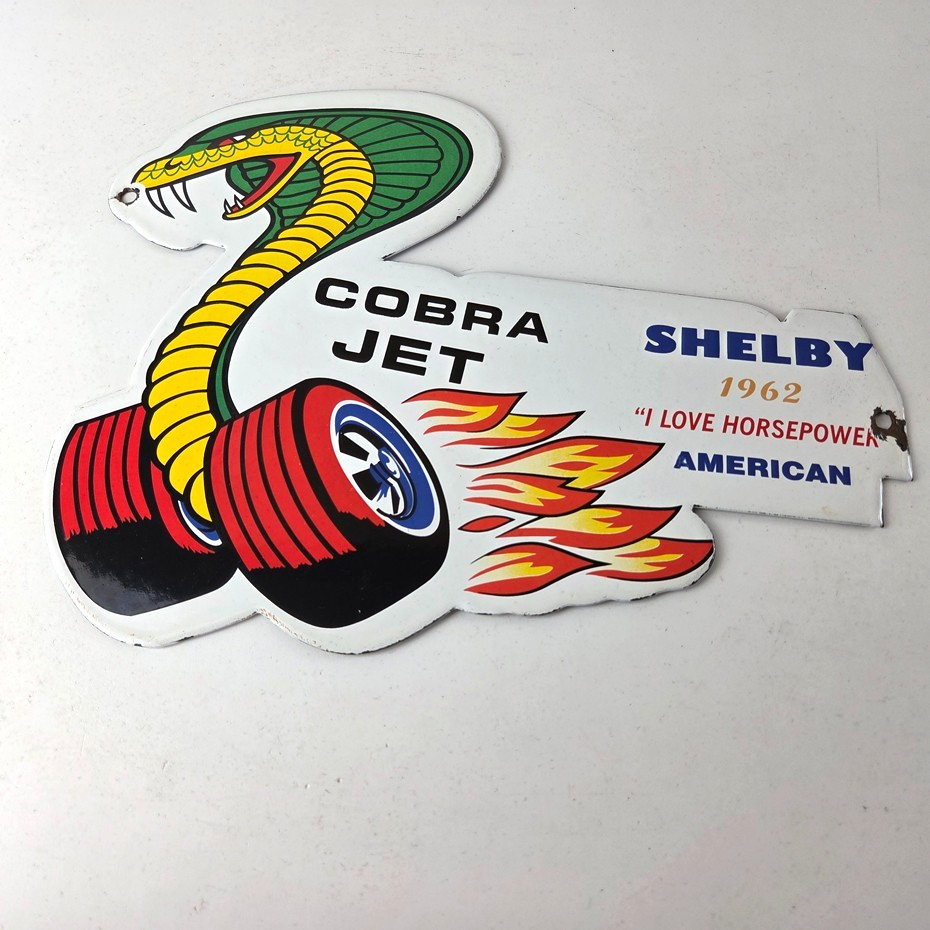 COBRA
JET
SHELBY
1962
“I LOVE HORSEPOWER
AMERICAN